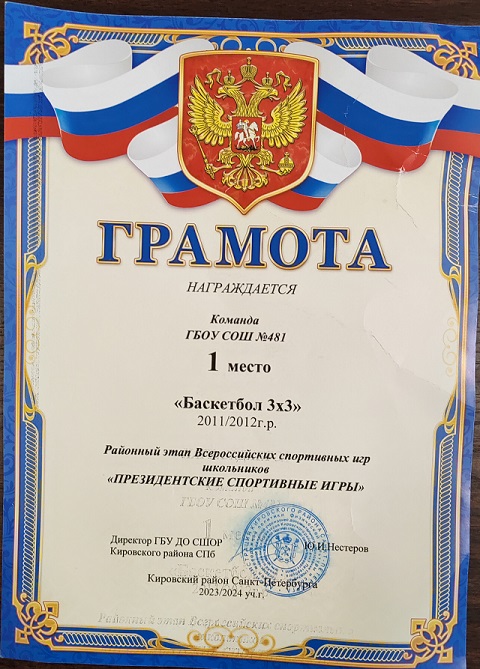 ГРАМОТА
НАГРАЖДАЕТСЯ
Команда
ГБОУ СОШ №481
1 место
«Баскетбол 3х3»
2011/2012г.р.
Районный этап Всероссийских спортивных игр
школьников
«ПРЕЗИДЕНТСКИЕ СПОРТИВНЫЕ ИГРЫ»
Директор ГБУ ДО СШОР
Кировского района СПб
Ю.И.Нестеров
Кировский район Санкт-Петербурга
2023/2024 уч.г.